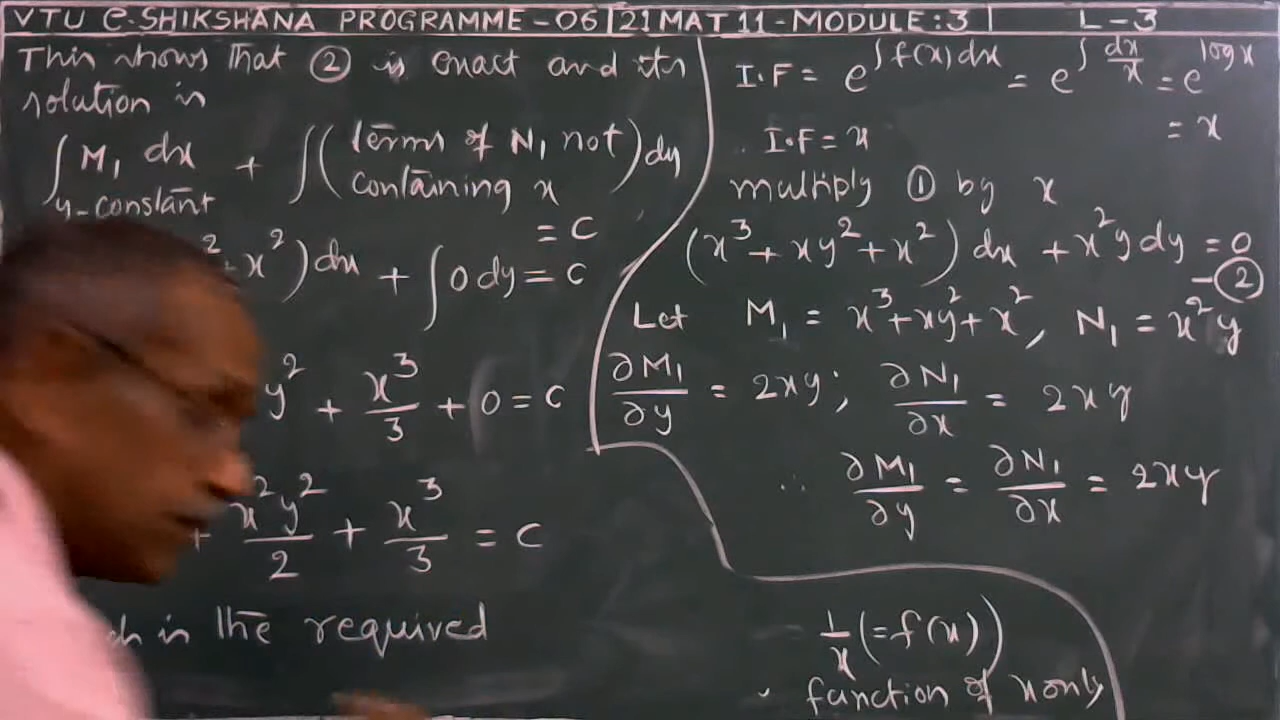 VTU e-SHIKSHANA PROGRAMME-06 | 21MAT11-MODULE:3 | L-3
This shows that ② is exact and its
solution is
∫ M₁ dx + ∫(terms of N₁ not containing x) dy
y-constant
= C
² + x²) dx + ∫ 0 dy = C
y² + x³/3 + 0 = C
+ x²y²/2 + x³/3 = C
is the required
I.F = e^∫f(x)dx = e^∫dx/x = e^logx
= x
∴ I.F = x
multiply ① by x
(x³ + xy² + x²) dx + x²y dy = 0
- ②
Let M₁ = x³ + xy² + x², N₁ = x²y
∂M₁/∂y = 2xy; ∂N₁/∂x = 2xy
∴ ∂M₁/∂y = ∂N₁/∂x = 2xy
1/x (= f(x))
function of x only